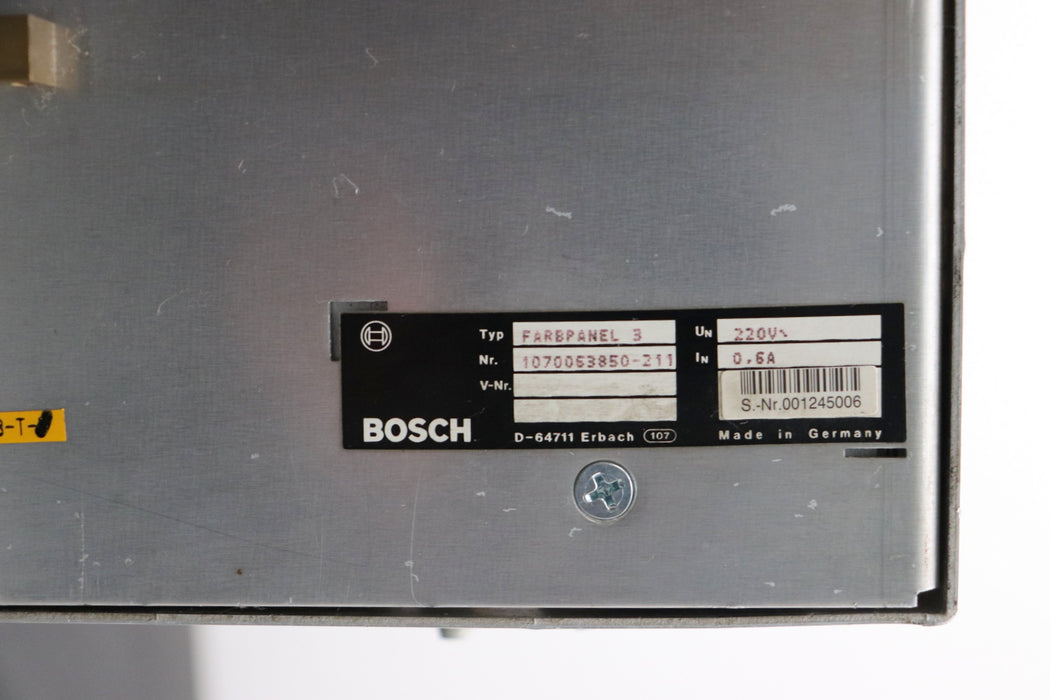 Typ FARBPANEL 3
Nr. 1070063850-211
V-Nr.
BOSCH
D-64711 Erbach 107
UN 220V~
IN 0,6A
S.-Nr.001245006
Made in Germany